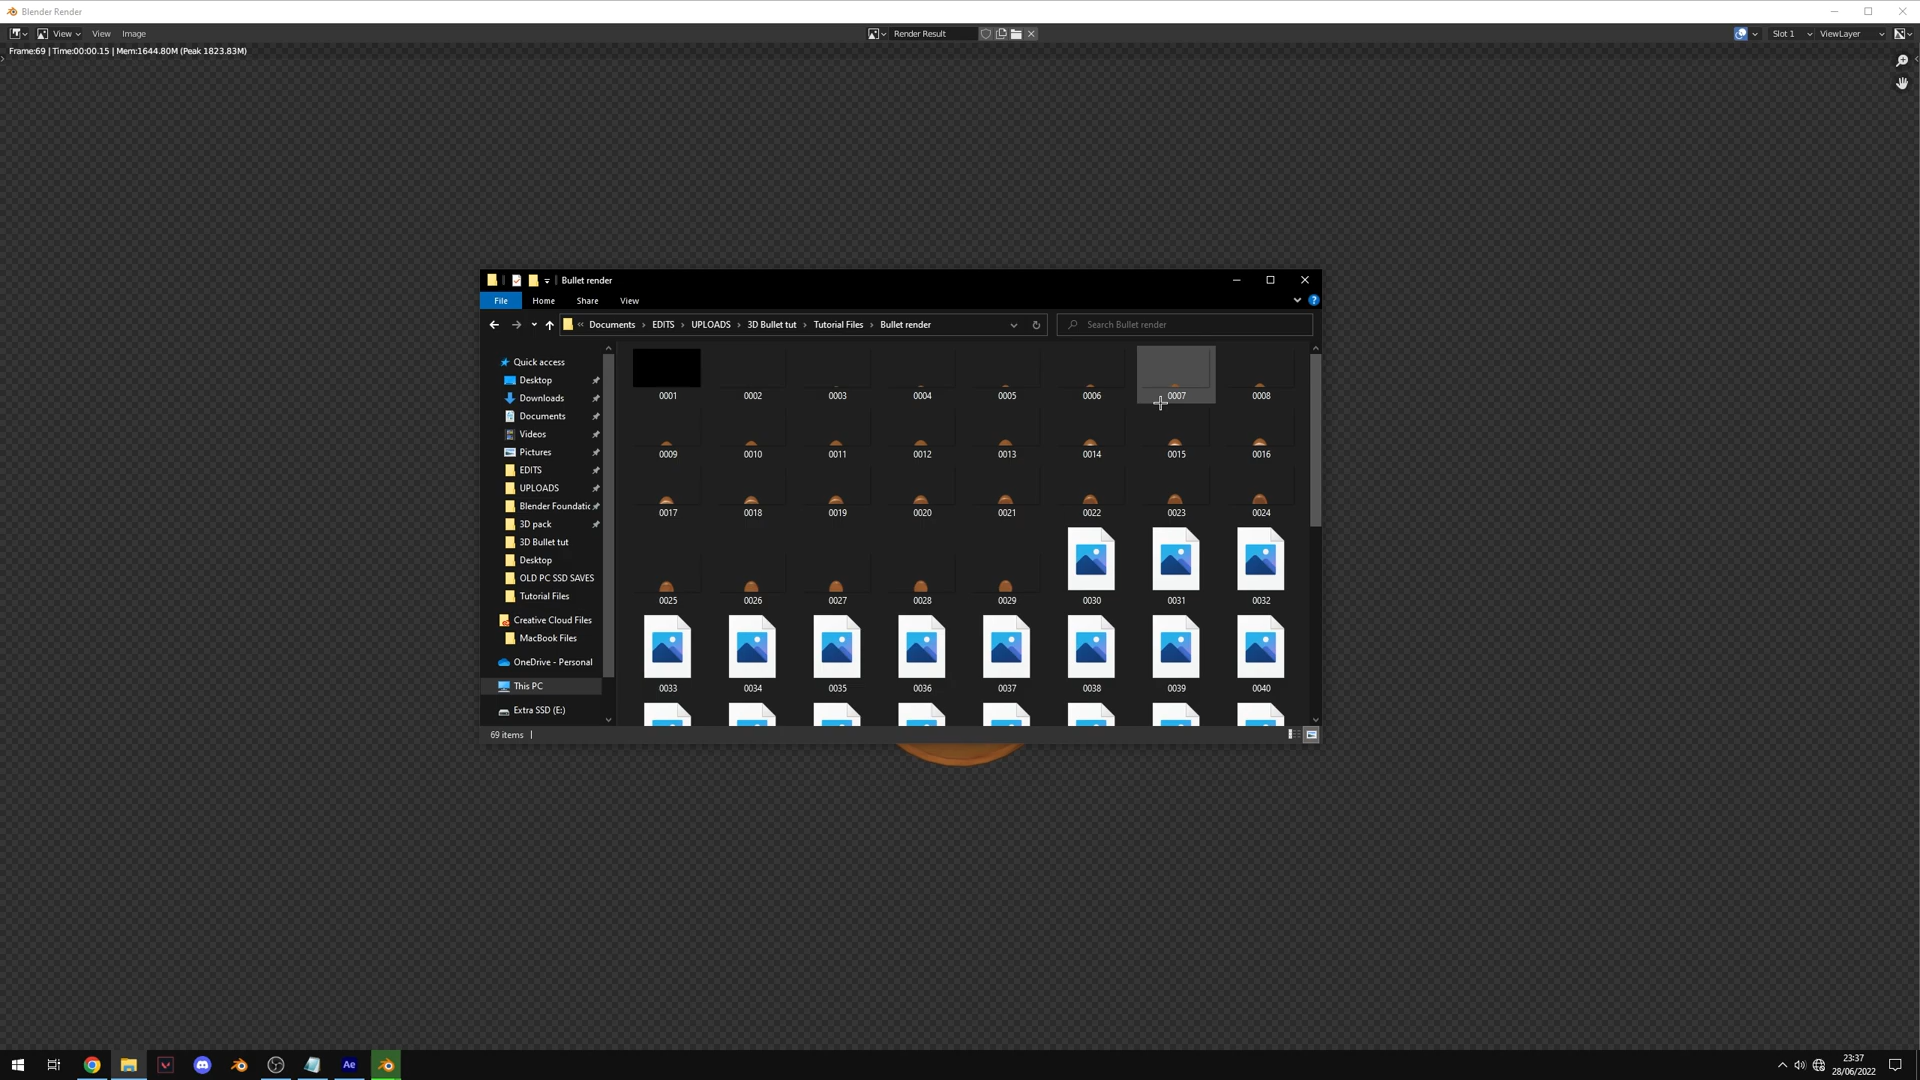 Blender Render
View View Image Render Result Slot 1 ViewLayer
Frame:69 | Time:00:00.15 | Mem:1644.80M (Peak 1823.83M)
Bullet render
File Home Share View
« Documents › EDITS › UPLOADS › 3D Bullet tut › Tutorial Files › Bullet render
Search Bullet render
Quick access
Desktop
Downloads
Documents
Videos
Pictures
EDITS
UPLOADS
Blender Foundatic
3D pack
3D Bullet tut
Desktop
OLD PC SSD SAVES
Tutorial Files
Creative Cloud Files
MacBook Files
OneDrive - Personal
This PC
Extra SSD (E:)
0001 0002 0003 0004 0005 0006 0007 0008
0009 0010 0011 0012 0013 0014 0015 0016
0017 0018 0019 0020 0021 0022 0023 0024
0025 0026 0027 0028 0029 0030 0031 0032
0033 0034 0035 0036 0037 0038 0039 0040
69 items
Ae
23:37
28/06/2022